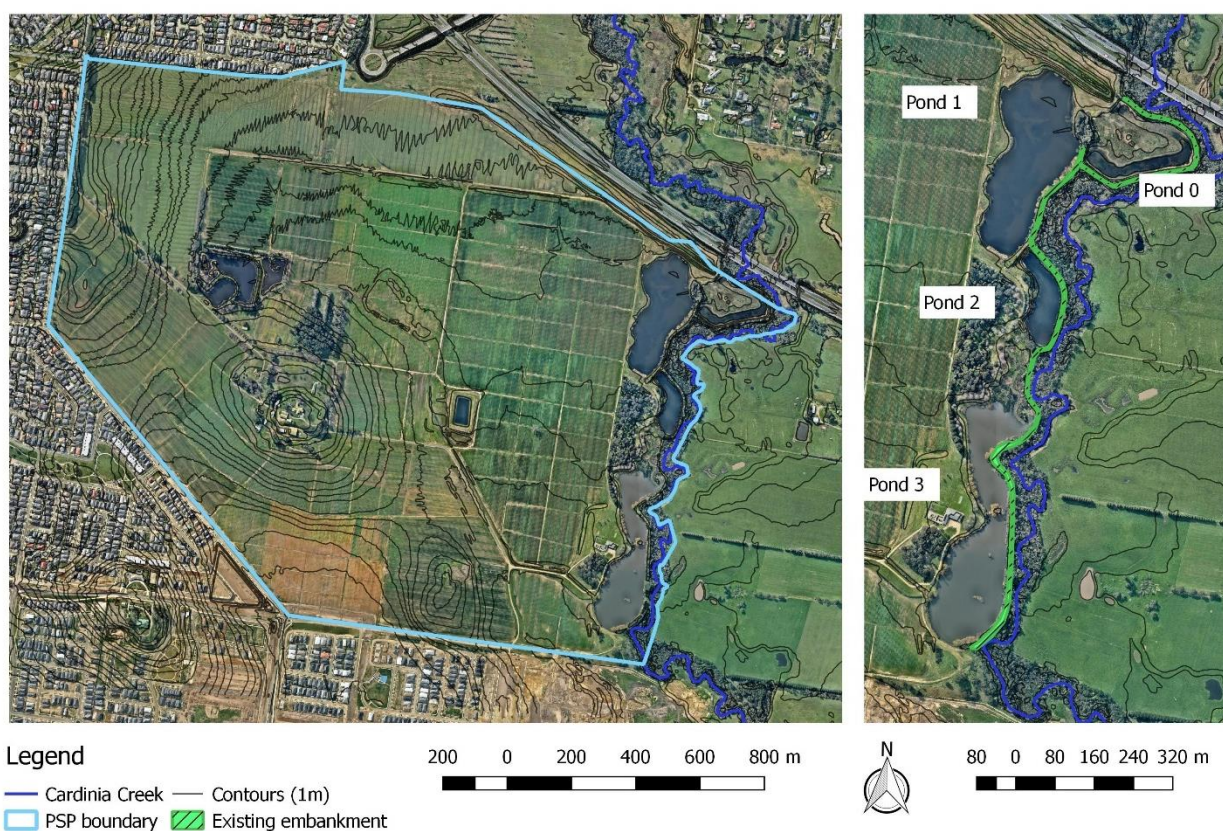 Pond 1
Pond 0
Pond 2
Pond 3
Legend
Cardinia Creek
Contours (1m)
PSP boundary
Existing embankment
200 0 200 400 600 800 m
N
80 0 80 160 240 320 m